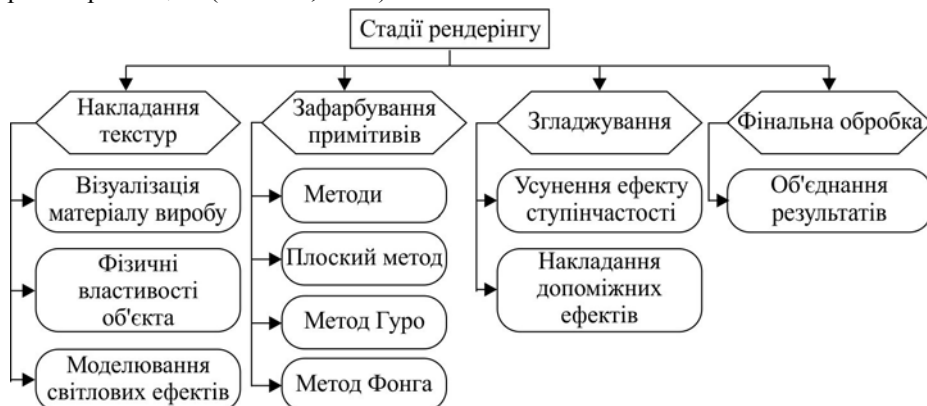 Стадії рендерінгу
Накладання
текстур
Зафарбування
примітивів
Згладжування
Фінальна обробка
Візуалізація
матеріалу виробу
Фізичні
властивості
об'єкта
Моделювання
світлових ефектів
Методи
Плоский метод
Метод Гуро
Метод Фонга
Усунення ефекту
ступінчастості
Накладання
допоміжних
ефектів
Об'єднання
результатів